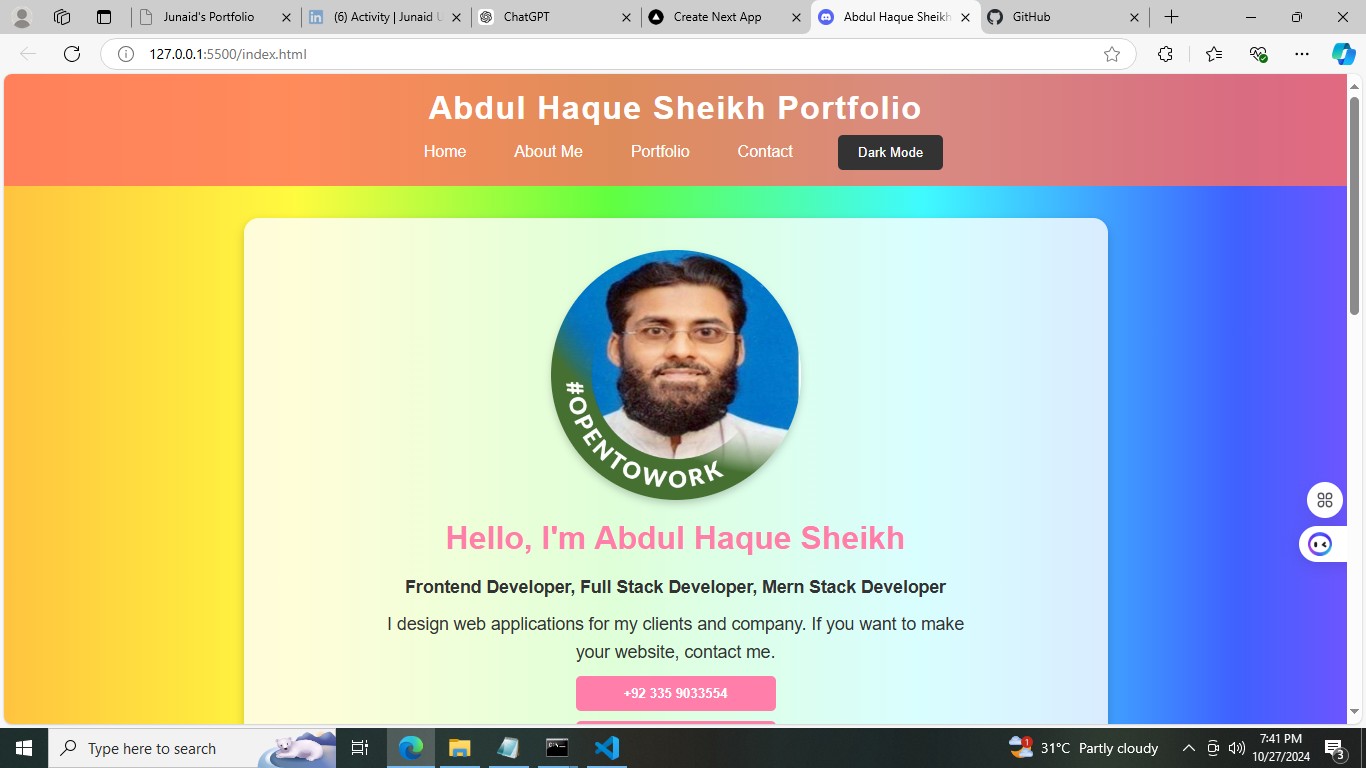 Junaid's Portfolio
(6) Activity | Junaid U
ChatGPT
Create Next App
Abdul Haque Sheikh
GitHub
127.0.0.1:5500/index.html
Abdul Haque Sheikh Portfolio
Home About Me Portfolio Contact Dark Mode
#OPENTOWORK
Hello, I'm Abdul Haque Sheikh
Frontend Developer, Full Stack Developer, Mern Stack Developer
I design web applications for my clients and company. If you want to make
your website, contact me.
+92 335 9033554
Type here to search
1
31°C Partly cloudy
7:41 PM
10/27/2024
3